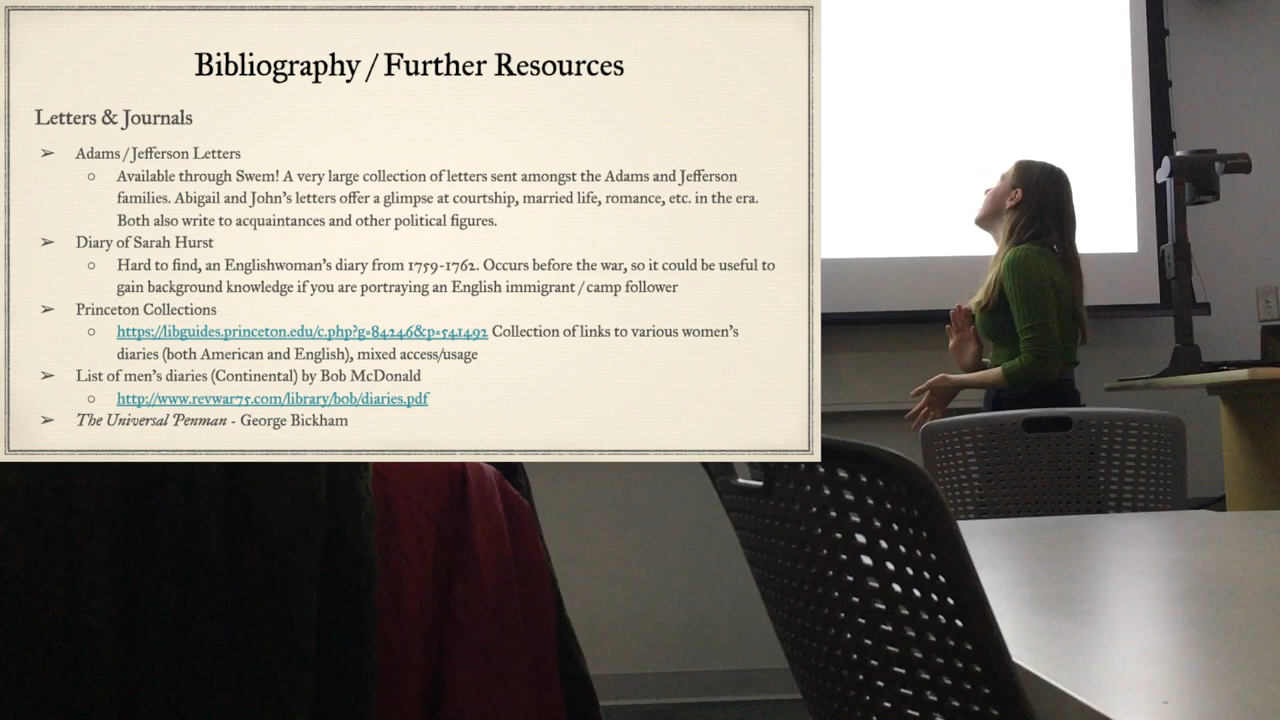 Bibliography / Further Resources
Letters & Journals
➢ Adams / Jefferson Letters
○ Available through Swem! A very large collection of letters sent amongst the Adams and Jefferson
families. Abigail and John's letters offer a glimpse at courtship, married life, romance, etc. in the era.
Both also write to acquaintances and other political figures.
➢ Diary of Sarah Hurst
○ Hard to find, an Englishwoman's diary from 1759-1762. Occurs before the war, so it could be useful to
gain background knowledge if you are portraying an English immigrant / camp follower
➢ Princeton Collections
○ https://libguides.princeton.edu/c.php?g=84246&p=541492 Collection of links to various women's
diaries (both American and English), mixed access/usage
➢ List of men's diaries (Continental) by Bob McDonald
○ http://www.revwar75.com/library/bob/diaries.pdf
➢ The Universal Penman - George Bickham